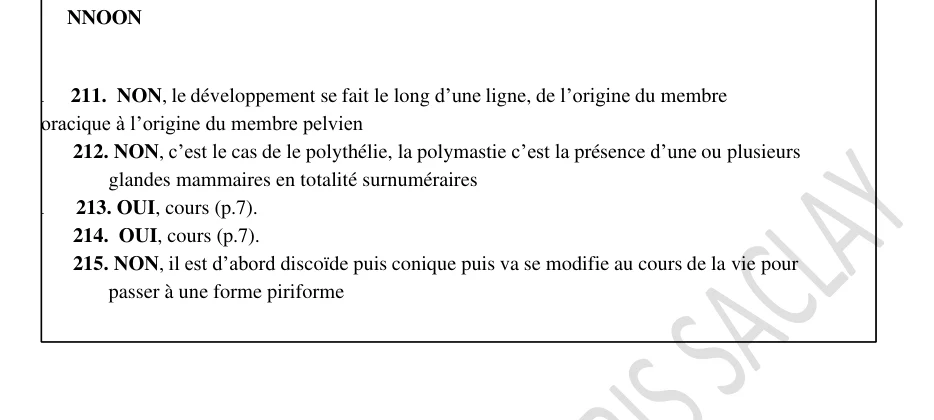 NNOON
211. NON, le développement se fait le long d’une ligne, de l’origine du membre
oracique à l’origine du membre pelvien
212. NON, c’est le cas de le polythélie, la polymastie c’est la présence d’une ou plusieurs
glandes mammaires en totalité surnuméraires
213. OUI, cours (p.7).
214. OUI, cours (p.7).
215. NON, il est d’abord discoïde puis conique puis va se modifie au cours de la vie pour
passer à une forme piriforme
RIS SACLAY